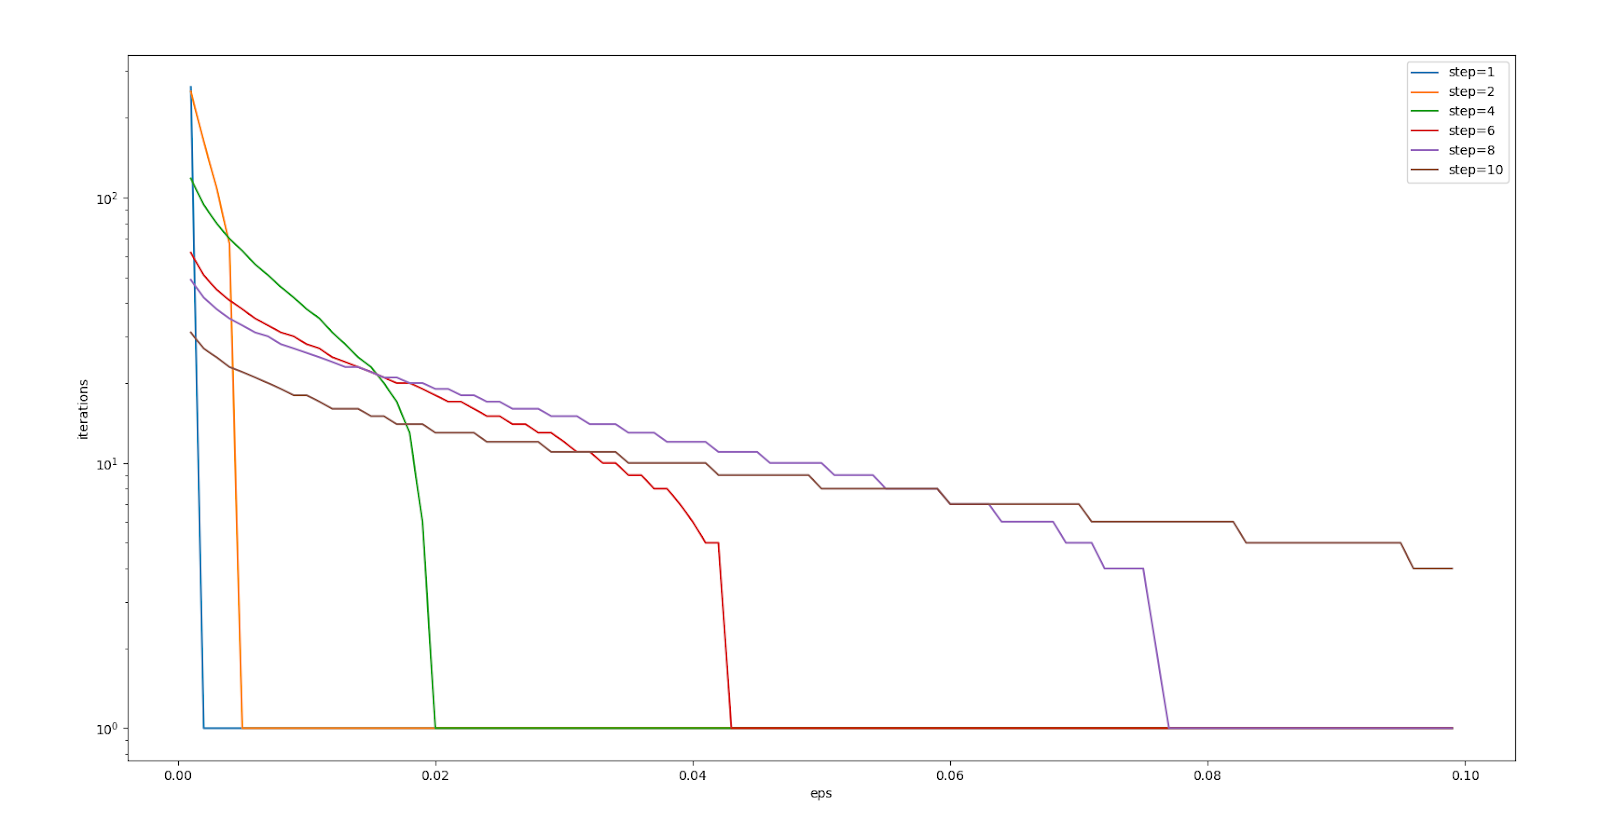 step=1
step=2
step=4
step=6
step=8
step=10
10²
10¹
10⁰
iterations
0.00 0.02 0.04 0.06 0.08 0.10
eps